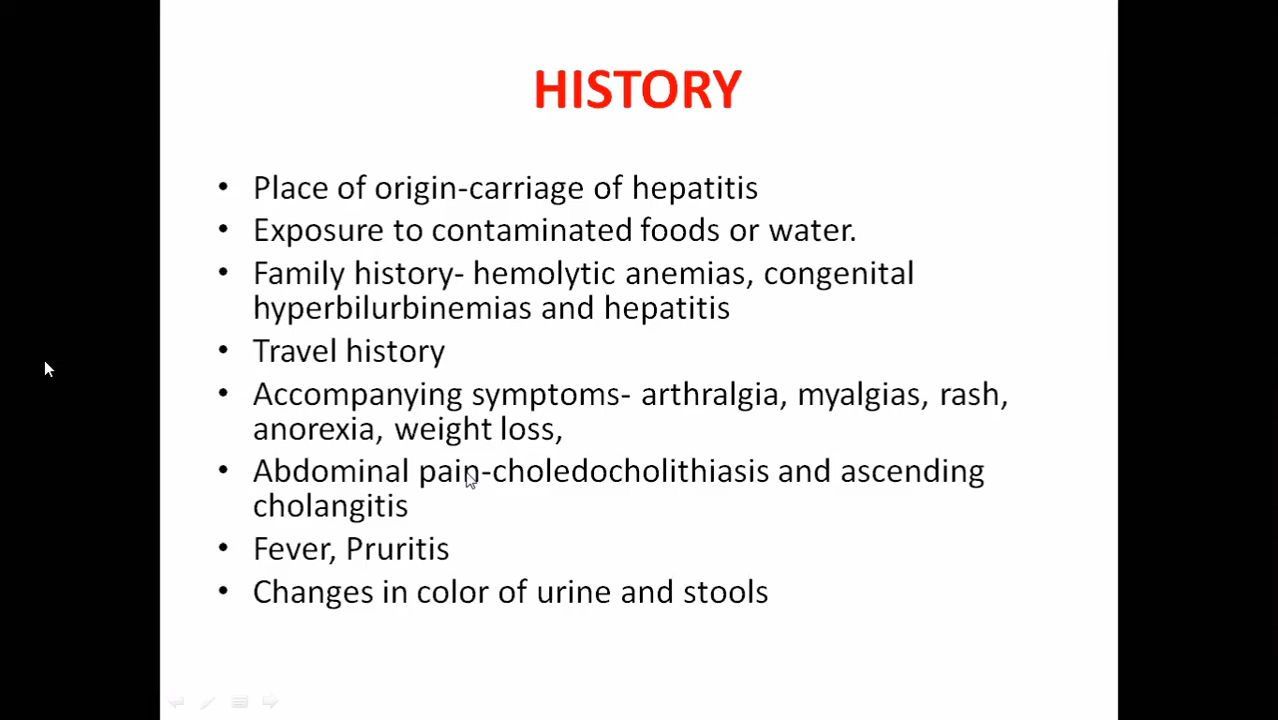 HISTORY
• Place of origin-carriage of hepatitis
• Exposure to contaminated foods or water.
• Family history- hemolytic anemias, congenital
hyperbilurbinemias and hepatitis
• Travel history
• Accompanying symptoms- arthralgia, myalgias, rash,
anorexia, weight loss,
• Abdominal pain-choledocholithiasis and ascending
cholangitis
• Fever, Pruritis
• Changes in color of urine and stools